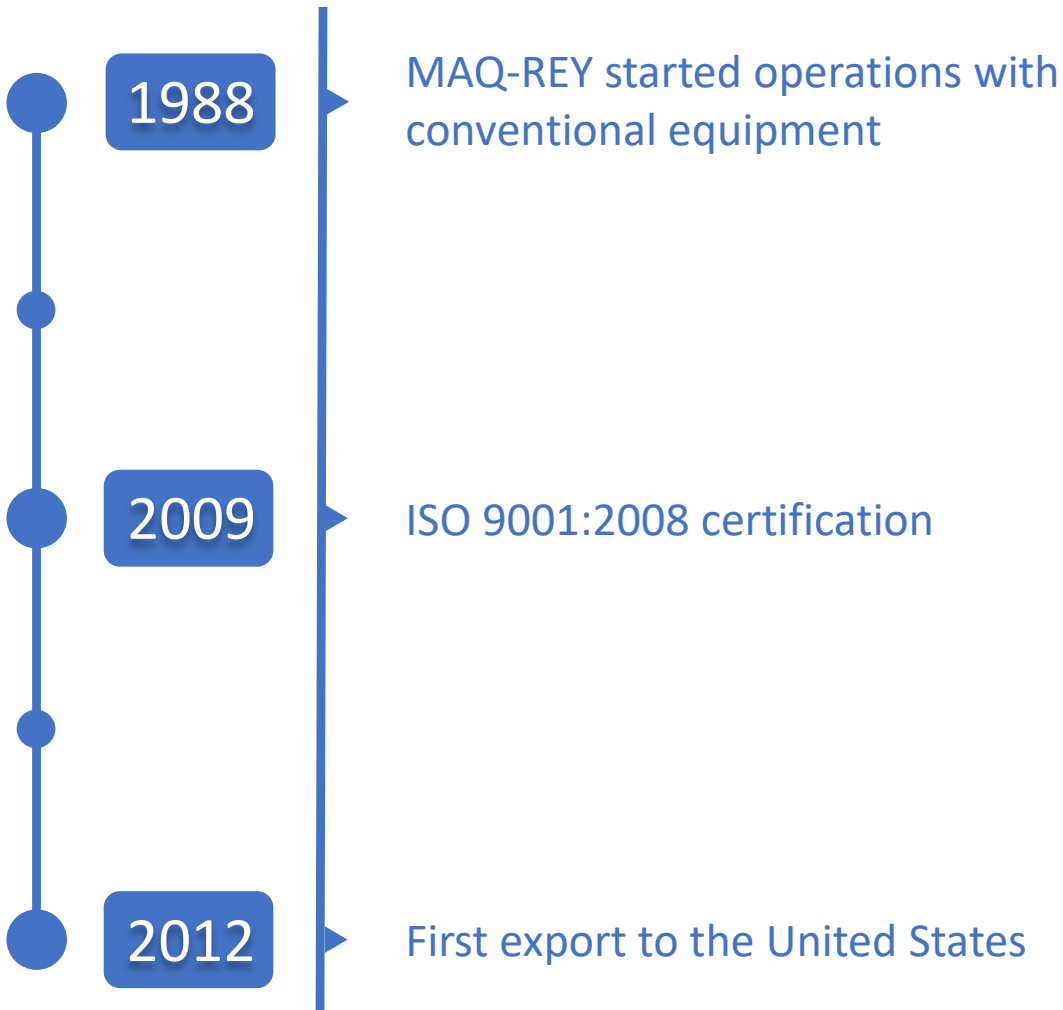 1988
MAQ-REY started operations with
conventional equipment
2009
ISO 9001:2008 certification
2012
First export to the United States